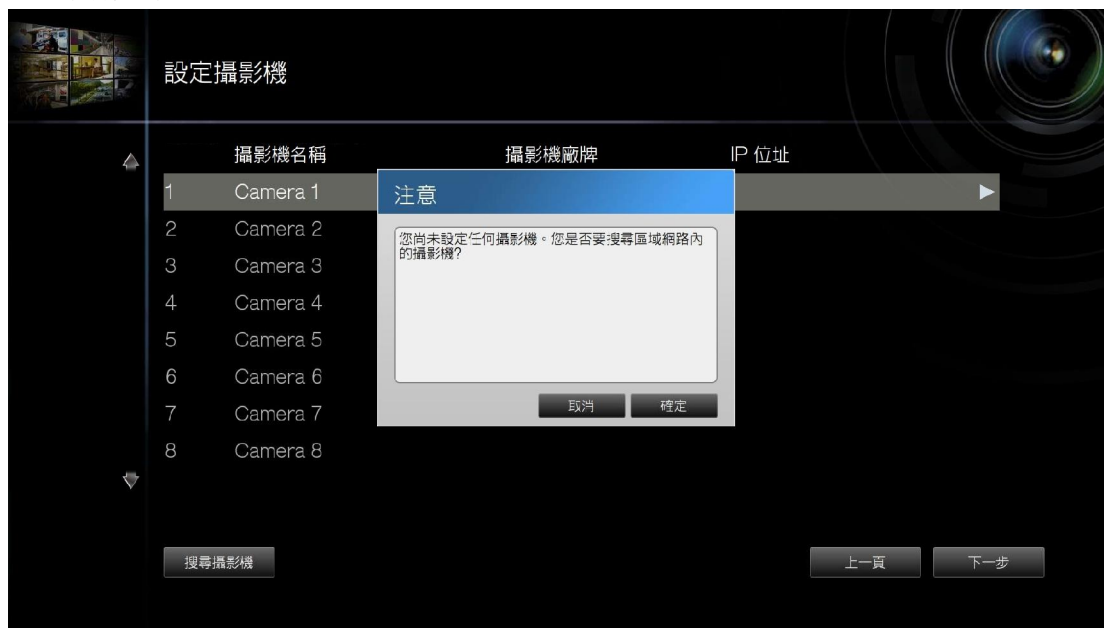 設定攝影機
攝影機名稱 攝影機廠牌 IP 位址
1 Camera 1
2 Camera 2
3 Camera 3
4 Camera 4
5 Camera 5
6 Camera 6
7 Camera 7
8 Camera 8
注意
您尚未設定任何攝影機。您是否要搜尋區域網路內
的攝影機?
取消 確定
搜尋攝影機 上一頁 下一步